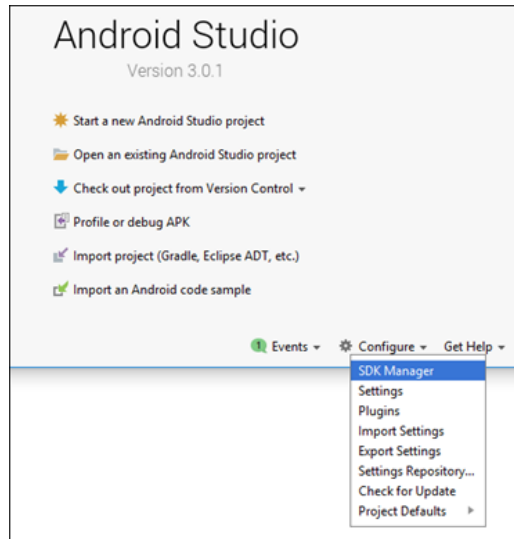 Android Studio
Version 3.0.1
Start a new Android Studio project
Open an existing Android Studio project
Check out project from Version Control
Profile or debug APK
Import project (Gradle, Eclipse ADT, etc.)
Import an Android code sample
1 Events Configure Get Help
SDK Manager
Settings
Plugins
Import Settings
Export Settings
Settings Repository...
Check for Update
Project Defaults